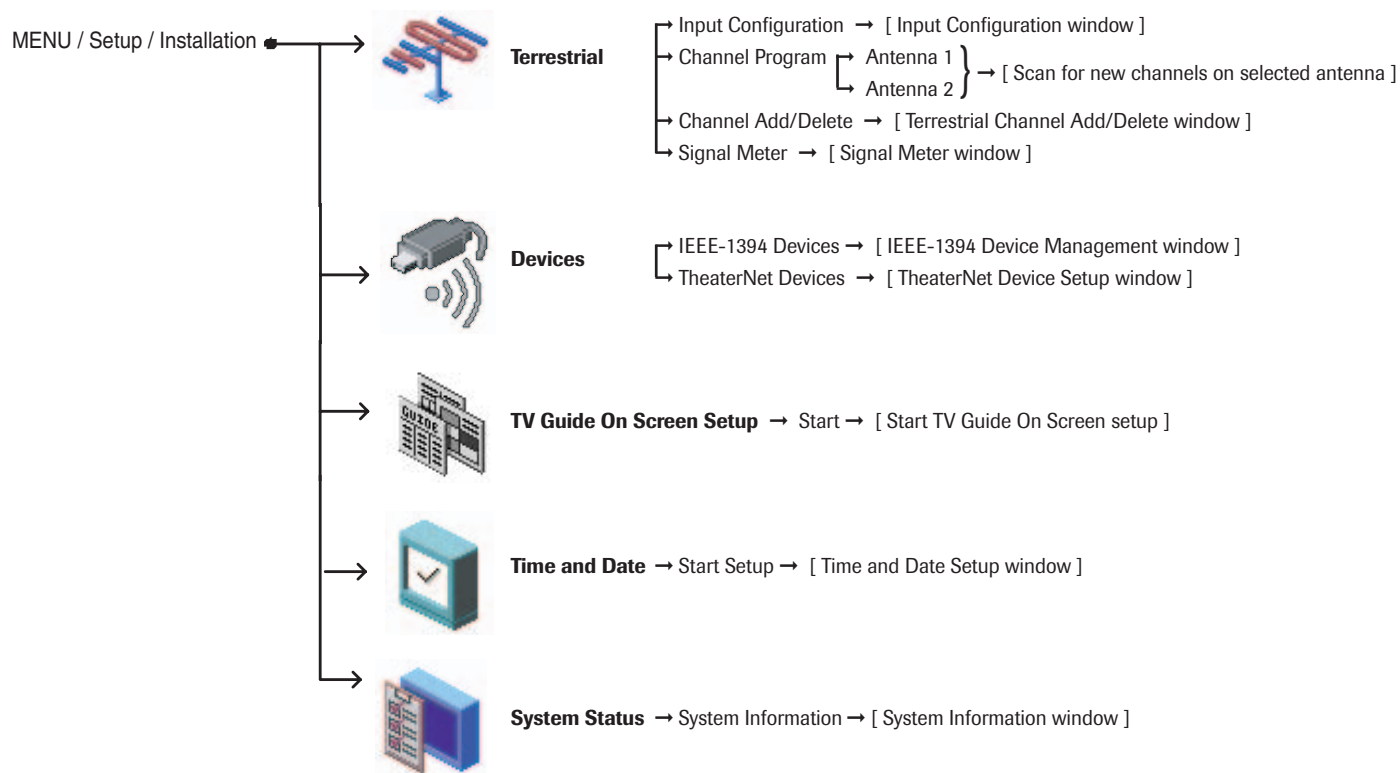 MENU / Setup / Installation
Terrestrial
Input Configuration → [ Input Configuration window ]
Channel Program → Antenna 1
→ Antenna 2 } → [ Scan for new channels on selected antenna ]
Channel Add/Delete → [ Terrestrial Channel Add/Delete window ]
Signal Meter → [ Signal Meter window ]
Devices
IEEE-1394 Devices → [ IEEE-1394 Device Management window ]
TheaterNet Devices → [ TheaterNet Device Setup window ]
GUIDE
TV Guide On Screen Setup → Start → [ Start TV Guide On Screen setup ]
Time and Date → Start Setup → [ Time and Date Setup window ]
System Status → System Information → [ System Information window ]